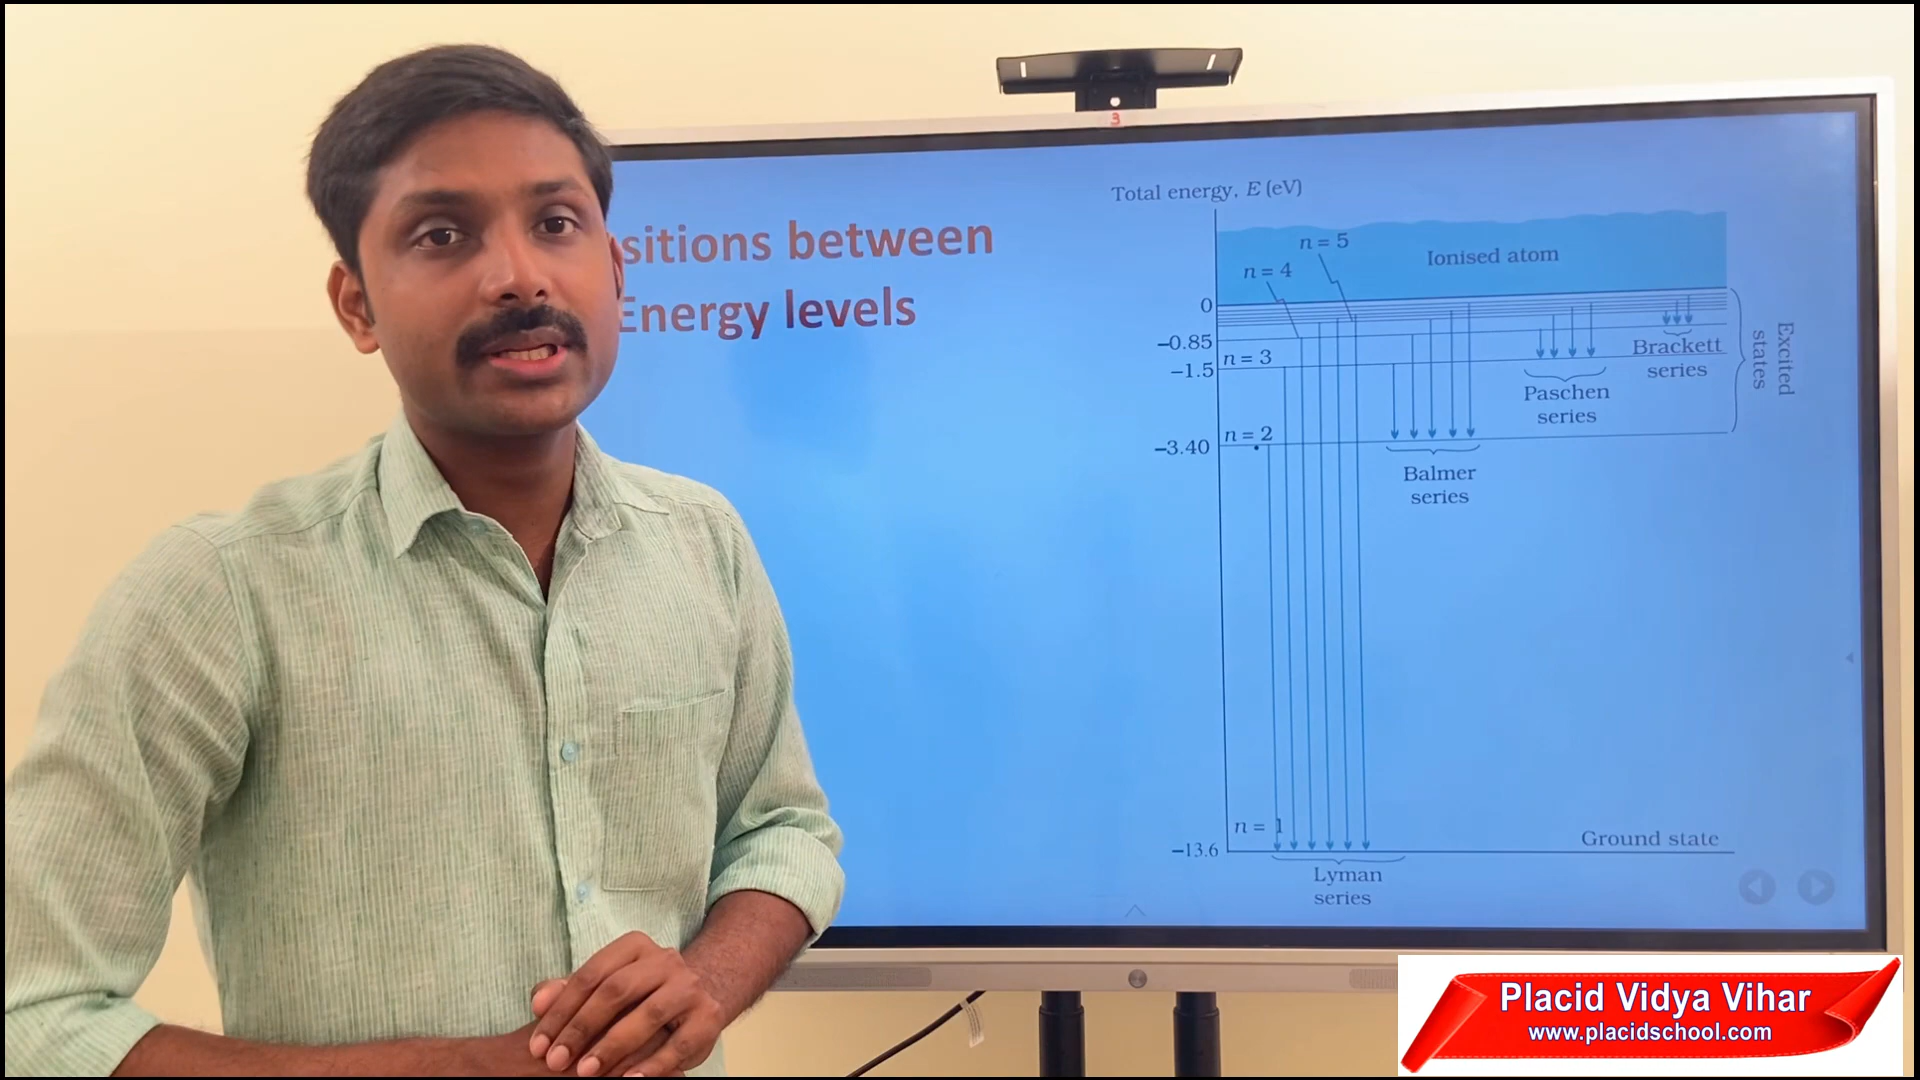 3
sitions between
Energy levels
Total energy, E (eV)
n = 5
n = 4
Ionised atom
0
–0.85
n = 3
–1.5
n = 2
–3.40
Brackett
series
Paschen
series
Excited
states
Balmer
series
n = 1
–13.6
Ground state
Lyman
series
Placid Vidya Vihar
www.placidschool.com